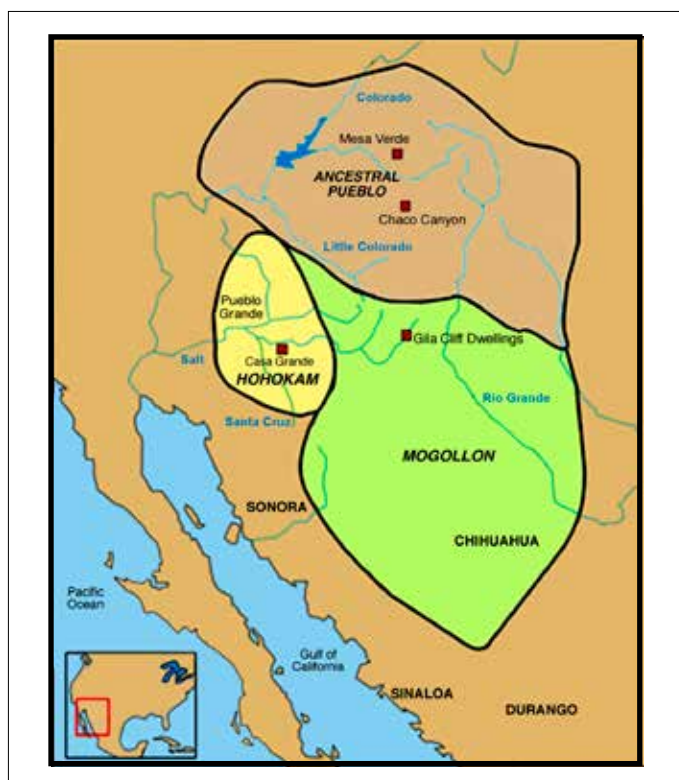 Colorado
Mesa Verde
ANCESTRAL
PUEBLO
Chaco Canyon
Little Colorado
Pueblo
Grande
Gila Cliff Dwellings
Salt
Casa Grande
HOHOKAM
Rio Grande
Santa Cruz
MOGOLLON
SONORA
CHIHUAHUA
Pacific
Ocean
Gulf of
California
SINALOA
DURANGO